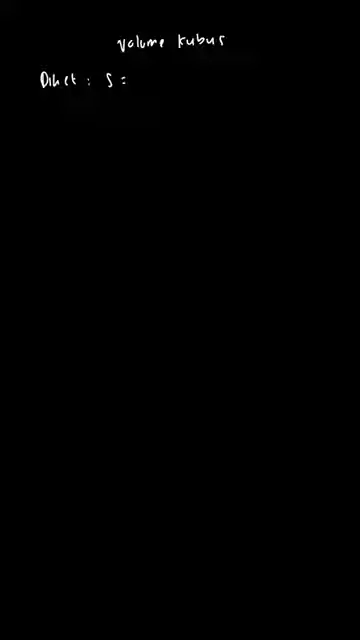 Volume kubus
Diket : S =